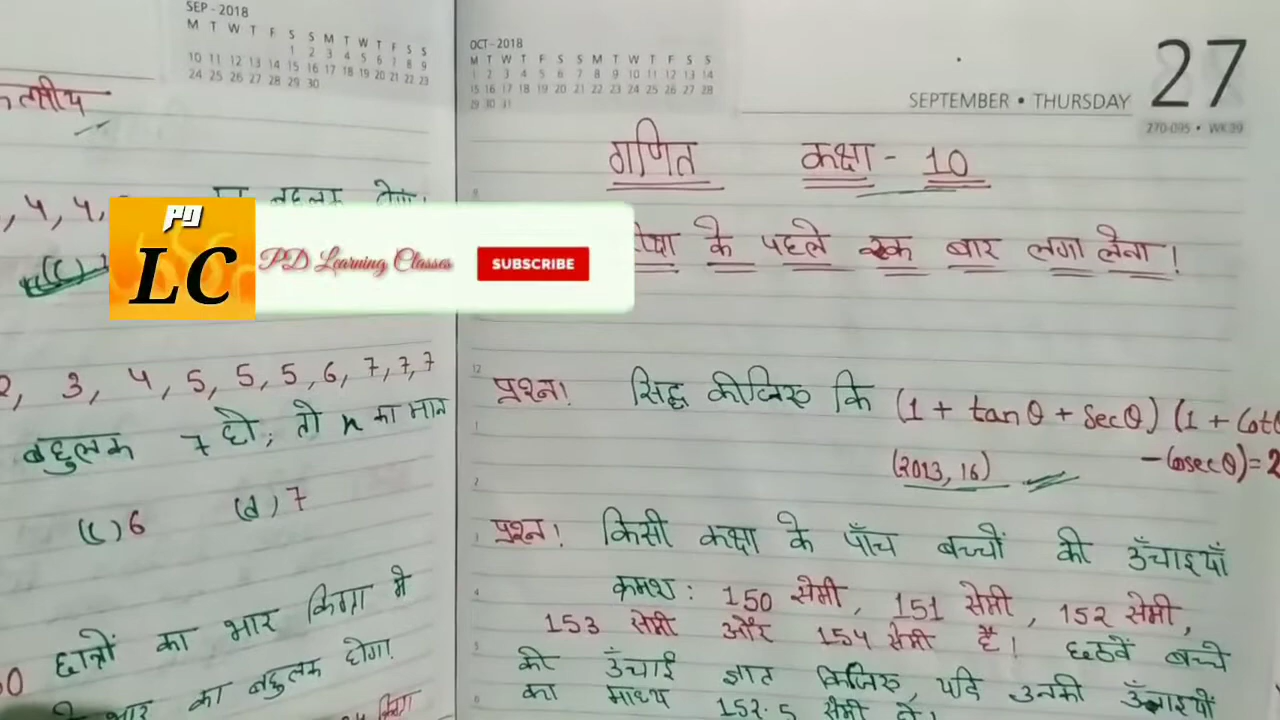 SEP - 2018
M T W T F S S M T W T F S S
1 2 3 4 5 6 7 8 9
10 11 12 13 14 15 16 17 18 19 20 21 22 23
24 25 26 27 28 29 30
4, 4,
(C)
PD
LC
PD Learning Classes
SUBSCRIBE
3, 4, 5, 5, 5, 6, 7, 7, 7
बहुलक 7 हो, तो n का मान
(c) 6 (d) 7
छात्रों का भार किग्रा मे
भार का बहुलक होगा
OCT - 2018
M T W T F S S M T W T F S S
1 2 3 4 5 6 7 8 9 10 11 12 13 14
15 16 17 18 19 20 21 22 23 24 25 26 27 28
29 30 31
27
SEPTEMBER • THURSDAY
270-095 • WK 39
गणित कक्षा - 10
के पहले एक बार लगा लेना।
प्रश्न। सिद्ध कीजिए कि (1 + tanθ + secθ) (1 + cotθ
- cosecθ) = 2
(2013, 16)
प्रश्न। किसी कक्षा के पाँच बच्चों की ऊँचाइयाँ
क्रमश: 150 सेमी, 151 सेमी, 152 सेमी,
153 सेमी और 154 सेमी है। छठवें बच्चे
की उँचाई ज्ञात किजिए, यदि उनकी ऊँचाइयों
का माध्य 152.5 सेमी